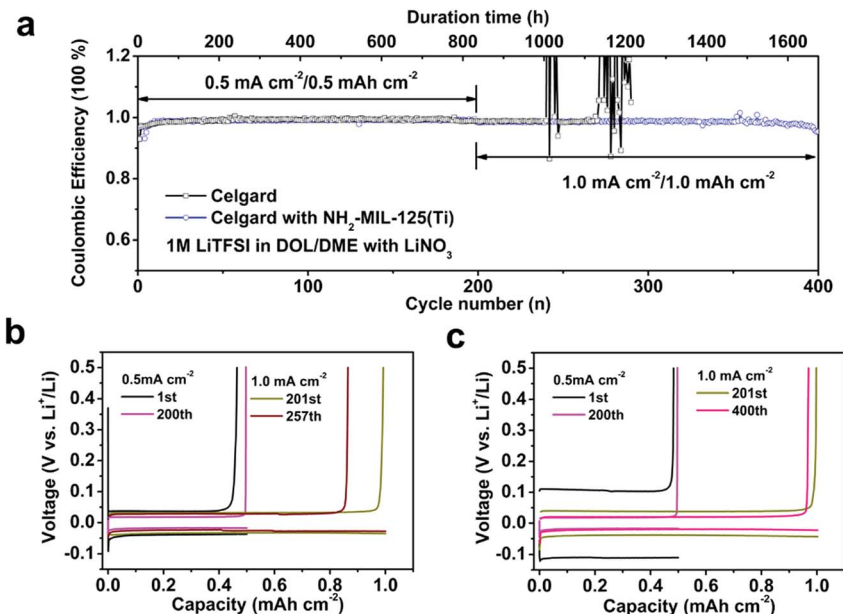 a
Duration time (h)
0 200 400 600 800 1000 1200 1400 1600
Coulombic Efficiency (100 %)
1.2
1.0
0.8
0.6
0.5 mA cm⁻²/0.5 mAh cm⁻²
1.0 mA cm⁻²/1.0 mAh cm⁻²
Celgard
Celgard with NH₂-MIL-125(Ti)
1M LiTFSI in DOL/DME with LiNO₃
0 100 200 300 400
Cycle number (n)
b
Voltage (V vs. Li⁺/Li)
0.5
0.4
0.3
0.2
0.1
0.0
-0.1
0.5mA cm⁻²
1st
200th
1.0 mA cm⁻²
201st
257th
0.0 0.2 0.4 0.6 0.8 1.0
Capacity (mAh cm⁻²)
c
Voltage (V vs. Li⁺/Li)
0.5
0.4
0.3
0.2
0.1
0.0
-0.1
0.5mA cm⁻²
1st
200th
1.0 mA cm⁻²
201st
400th
0.0 0.2 0.4 0.6 0.8 1.0
Capacity (mAh cm⁻²)